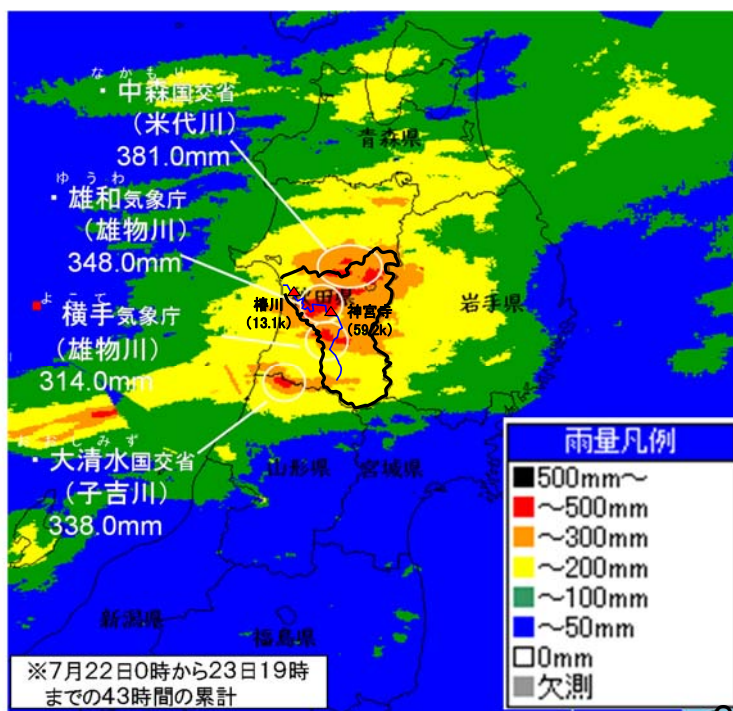 なかもり
・中森国交省
(米代川)
381.0mm
ゆうわ
・雄和気象庁
(雄物川)
348.0mm
よこて
横手気象庁
(雄物川)
314.0mm
おおしみず
・大清水国交省
(子吉川)
338.0mm
青森県
秋田県
岩手県
椿川
(13.1k)
神宮寺
(59.2k)
山形県
宮城県
新潟県
福島県
雨量凡例
500mm～
～500mm
～300mm
～200mm
～100mm
～50mm
0mm
欠測
※7月22日0時から23日19時
までの43時間の累計